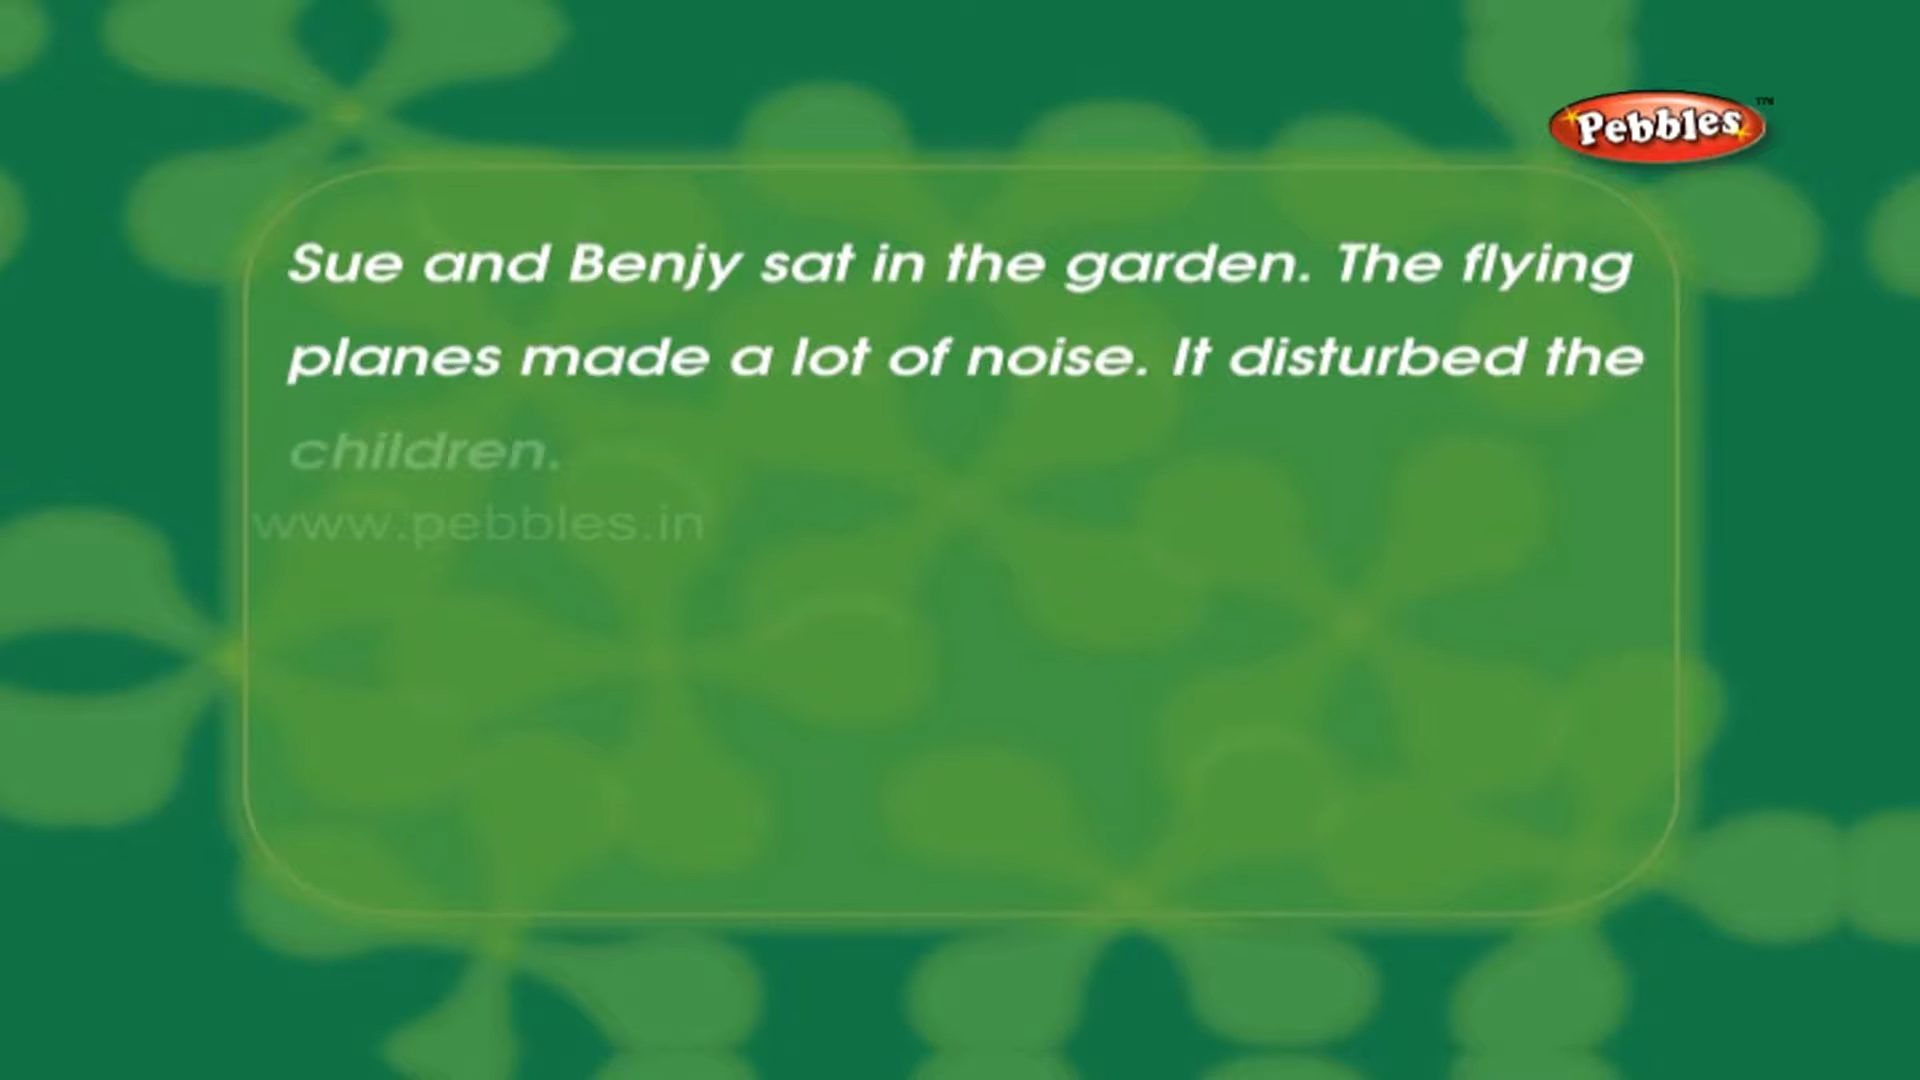 Pebbles™
Sue and Benjy sat in the garden. The flying
planes made a lot of noise. It disturbed the
children.
www.pebbles.in